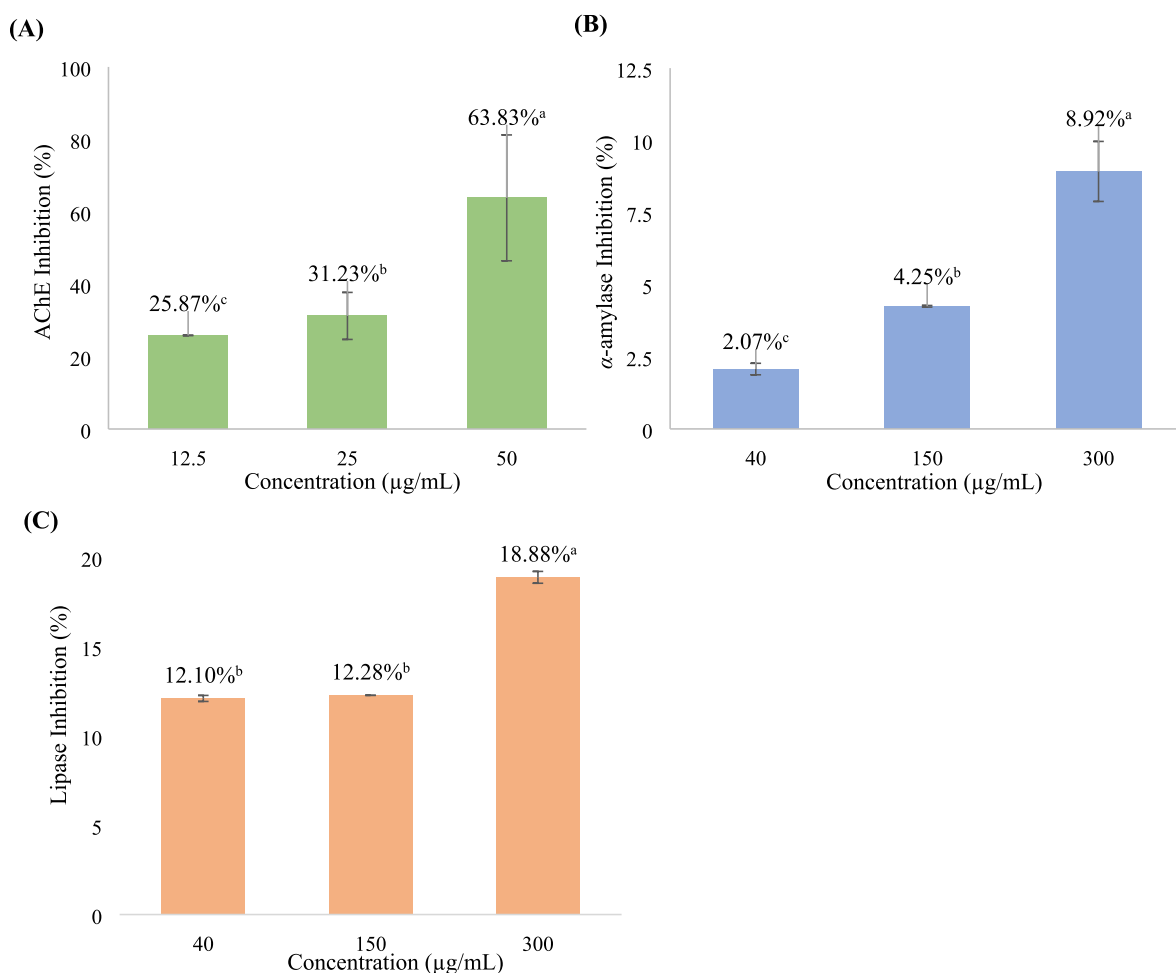 (A)
AChE Inhibition (%)
100
80
60
40
20
0
25.87%ᶜ
31.23%ᵇ
63.83%ᵃ
12.5 25 50
Concentration (µg/mL)
(B)
α-amylase Inhibition (%)
12.5
10
7.5
5
2.5
0
2.07%ᶜ
4.25%ᵇ
8.92%ᵃ
40 150 300
Concentration (µg/mL)
(C)
Lipase Inhibition (%)
20
15
10
5
0
12.10%ᵇ
12.28%ᵇ
18.88%ᵃ
40 150 300
Concentration (µg/mL)